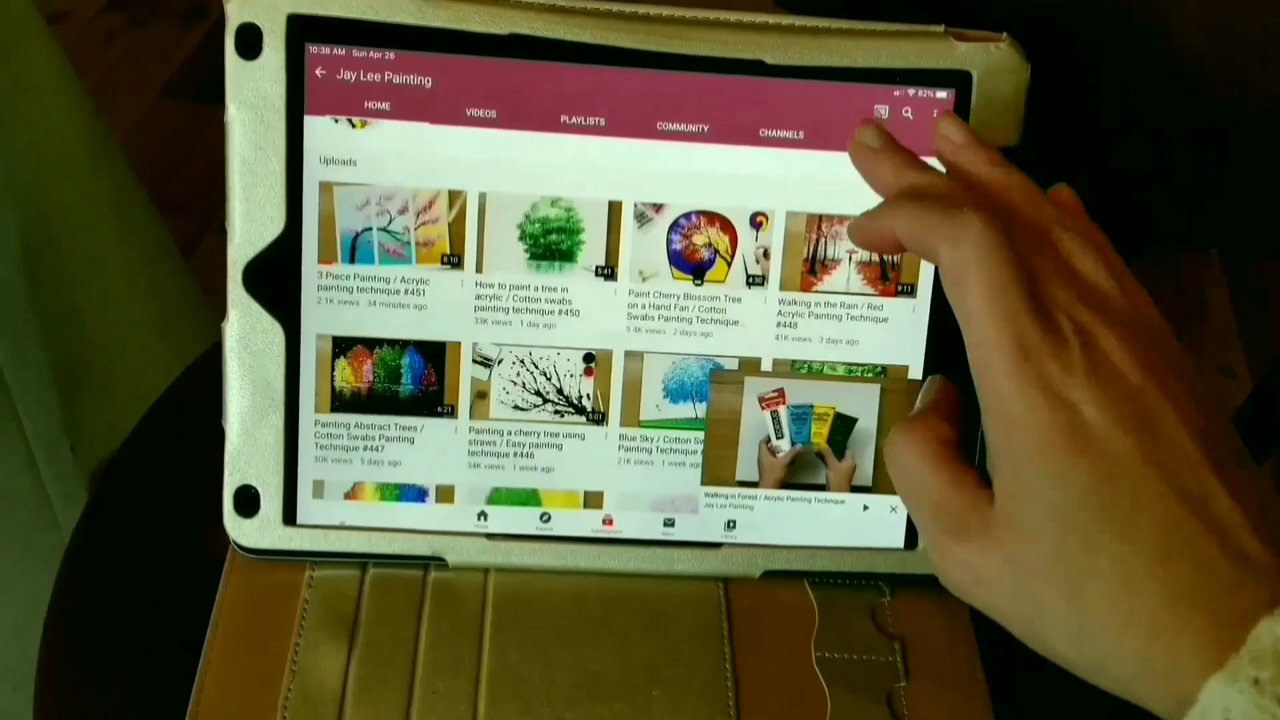 10:38 AM Sun Apr 26
82%
Jay Lee Painting
HOME
VIDEOS
PLAYLISTS
COMMUNITY
CHANNELS
Uploads
8:10
5:41
4:30
9:11
3 Piece Painting / Acrylic
painting technique #451
2.1K views 34 minutes ago
How to paint a tree in
acrylic / Cotton swabs
painting technique #450
33K views 1 day ago
Paint Cherry Blossom Tree
on a Hand Fan / Cotton
Swabs Painting Technique...
9.4K views 2 days ago
Walking in the Rain / Red
Acrylic Painting Technique
#448
41K views 3 days ago
6:21
5:01
Painting Abstract Trees /
Cotton Swabs Painting
Technique #447
30K views 5 days ago
Painting a cherry tree using
straws / Easy painting
technique #446
34K views 1 week ago
Blue Sky / Cotton Sw
Painting Technique
21K views 1 week ag
Walking in Forest / Acrylic Painting Technique
Jay Lee Painting
Home
Explore
Library